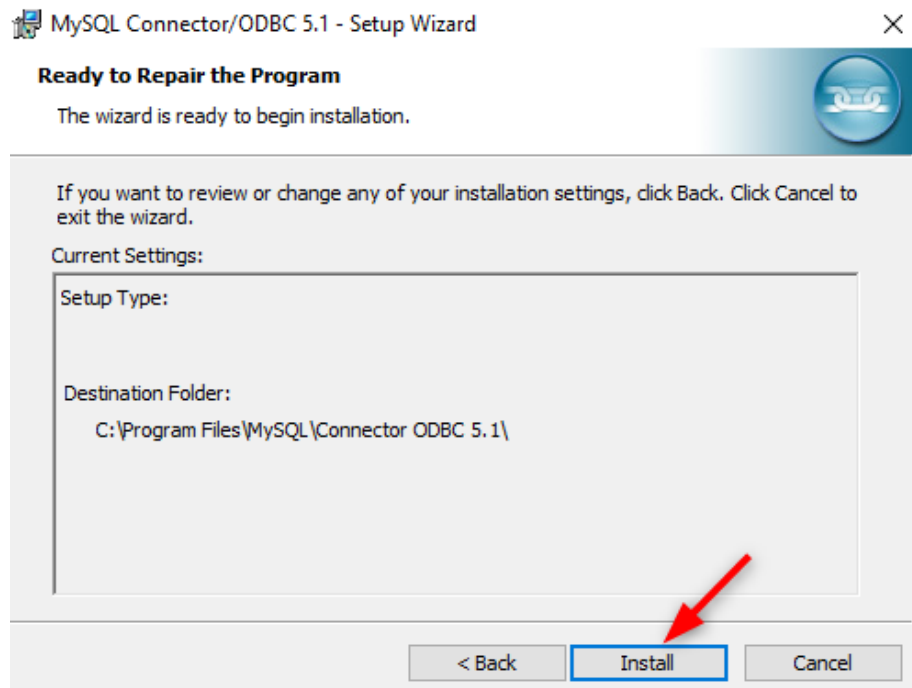 MySQL Connector/ODBC 5.1 - Setup Wizard
Ready to Repair the Program
The wizard is ready to begin installation.
If you want to review or change any of your installation settings, click Back. Click Cancel to
exit the wizard.
Current Settings:
Setup Type:
Destination Folder:
C:\Program Files\MySQL\Connector ODBC 5.1\
< Back
Install
Cancel